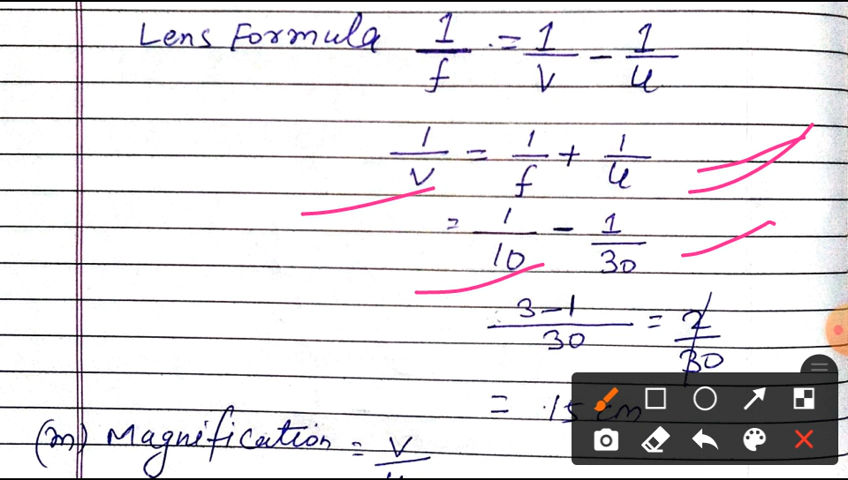 Lens Formula 1/f = 1/v - 1/u
1/v = 1/f + 1/u
= 1/10 - 1/30
3-1/30 = 2/30
= 15 cm
(m) Magnification = v/u